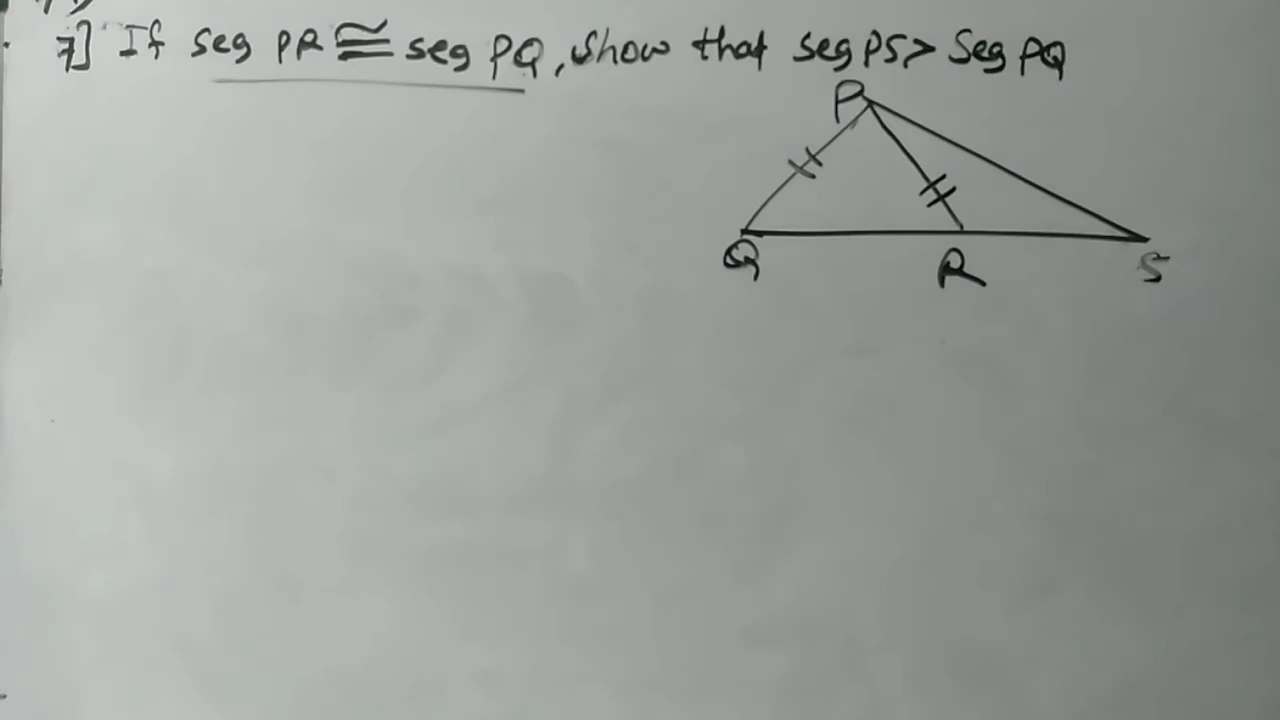 7] If seg PR ≅ seg PQ, show that seg PS > seg PQ
P
Q R S